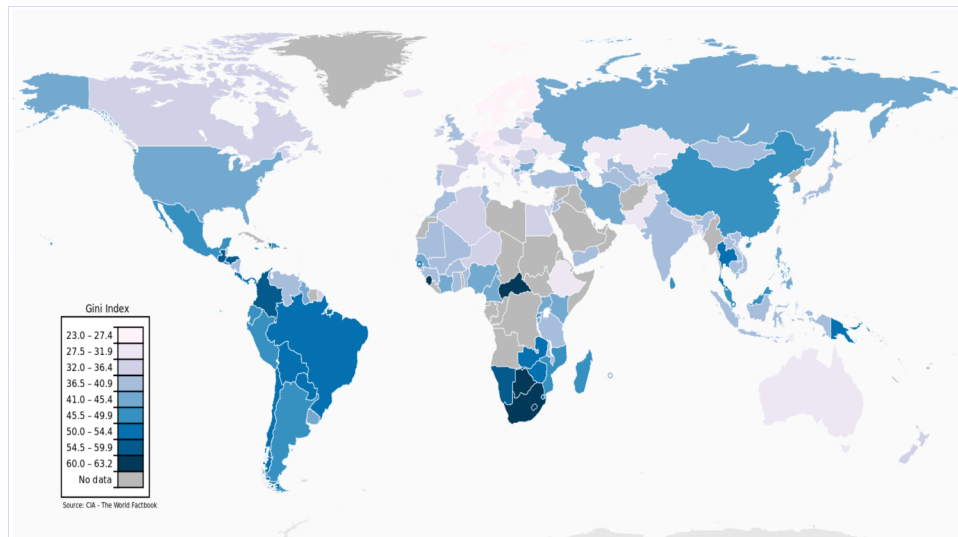 Gini Index
23.0 – 27.4
27.5 – 31.9
32.0 – 36.4
36.5 – 40.9
41.0 – 45.4
45.5 – 49.9
50.0 – 54.4
54.5 – 59.9
60.0 – 63.2
No data
Source: CIA - The World Factbook